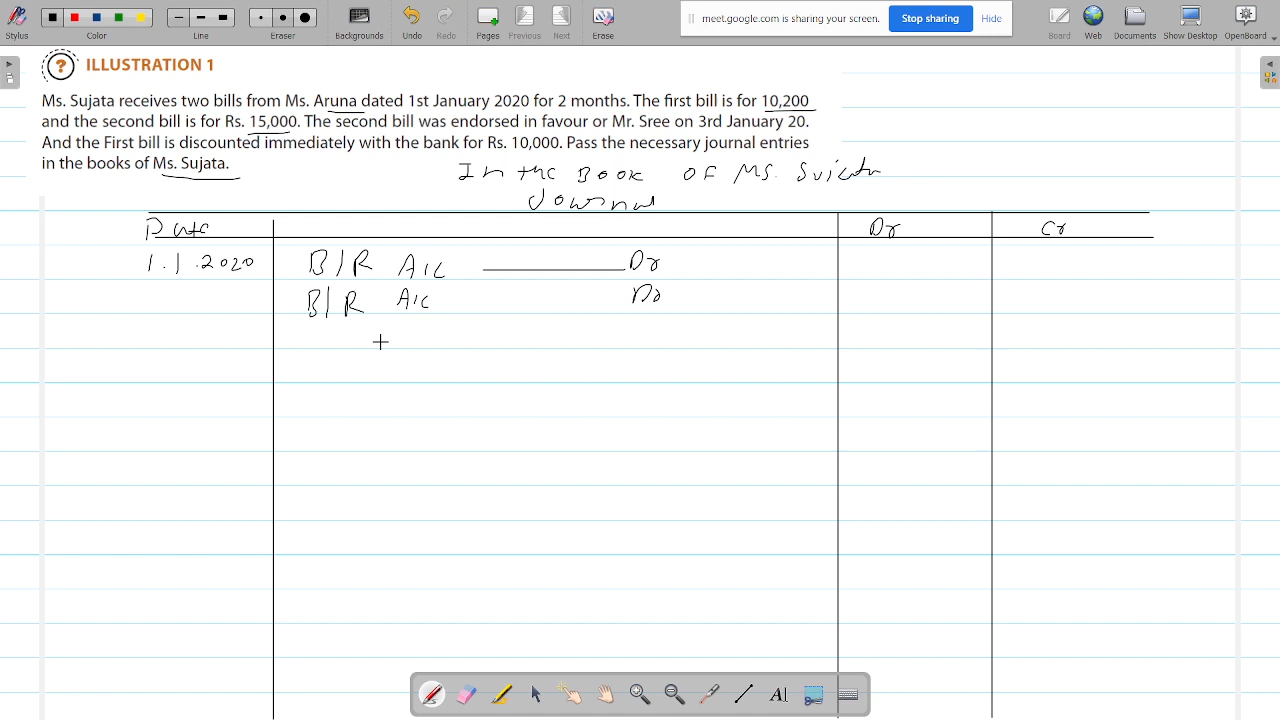 Stylus Color Line Eraser Backgrounds Undo Redo Pages Previous Next Erase Board Web Documents Show Desktop OpenBoard
meet.google.com is sharing your screen. Stop sharing Hide
? ILLUSTRATION 1
Ms. Sujata receives two bills from Ms. Aruna dated 1st January 2020 for 2 months. The first bill is for 10,200
and the second bill is for Rs. 15,000. The second bill was endorsed in favour or Mr. Sree on 3rd January 20.
And the First bill is discounted immediately with the bank for Rs. 10,000. Pass the necessary journal entries
in the books of Ms. Sujata.
In the Book OF MS. Sujata
Journal
Date Dr Cr
1.1.2020 B/R A/C Dr
B/R A/C Dr